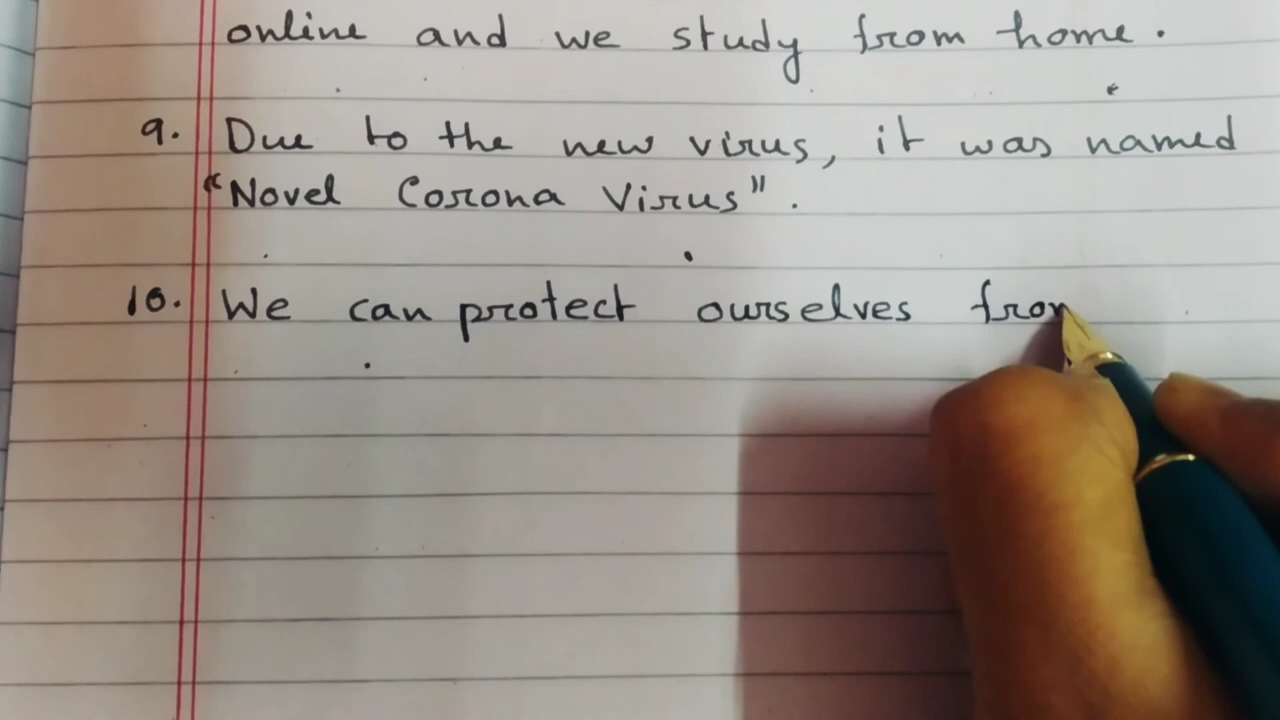 online and we study from home.
9. Due to the new virus, it was named
"Novel Corona Virus".
10. We can protect ourselves from